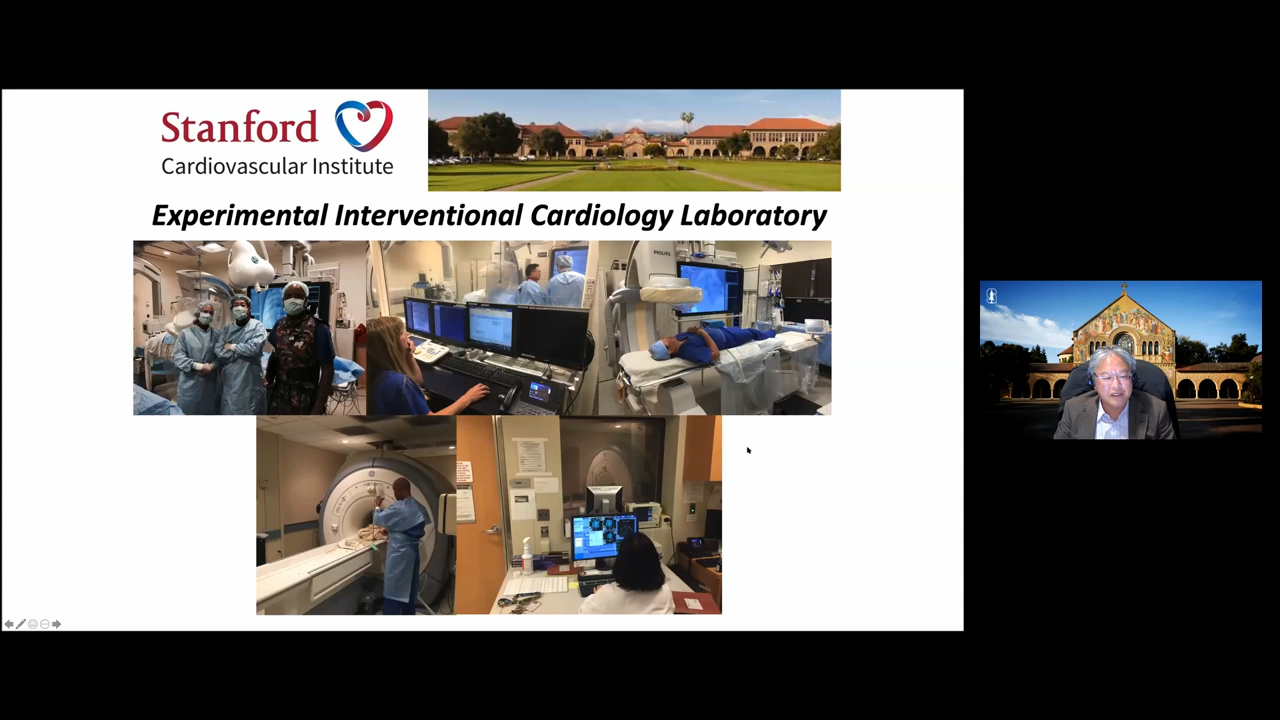 Stanford
Cardiovascular Institute
Experimental Interventional Cardiology Laboratory
PHILIPS